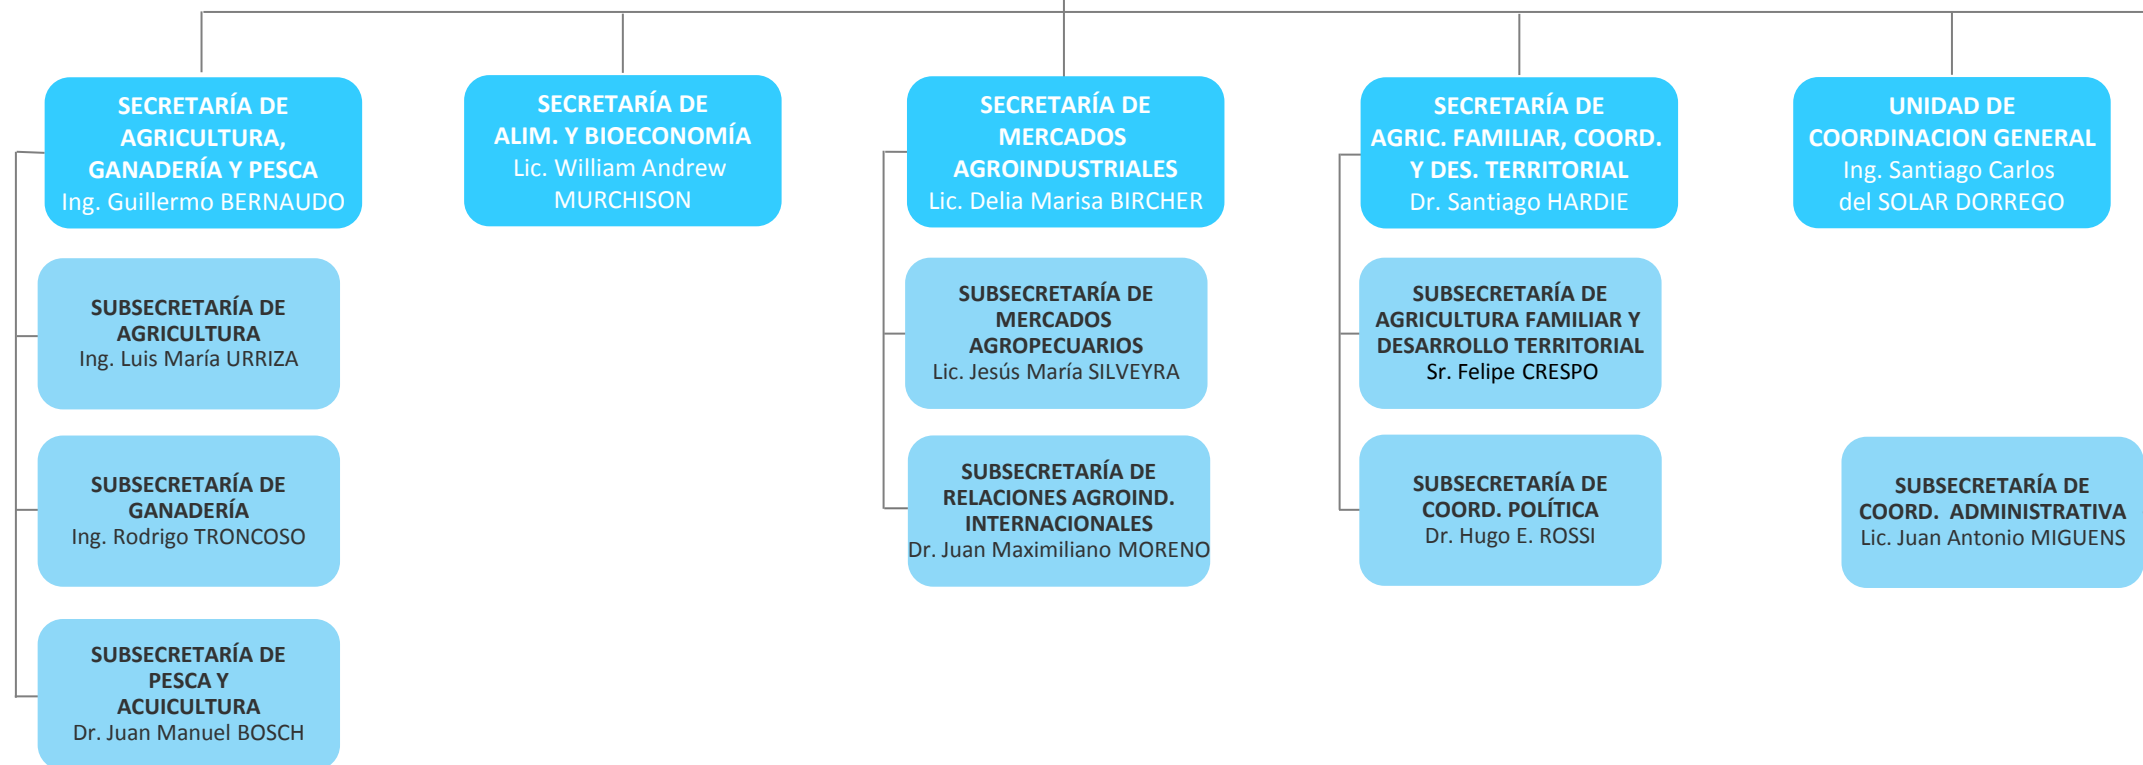 SECRETARÍA DE
AGRICULTURA,
GANADERÍA Y PESCA
Ing. Guillermo BERNAUDO
SECRETARÍA DE
ALIM. Y BIOECONOMÍA
Lic. William Andrew
MURCHISON
SECRETARÍA DE
MERCADOS
AGROINDUSTRIALES
Lic. Delia Marisa BIRCHER
SECRETARÍA DE
AGRIC. FAMILIAR, COORD.
Y DES. TERRITORIAL
Dr. Santiago HARDIE
UNIDAD DE
COORDINACION GENERAL
Ing. Santiago Carlos
del SOLAR DORREGO
SUBSECRETARÍA DE
AGRICULTURA
Ing. Luis María URRIZA
SUBSECRETARÍA DE
MERCADOS
AGROPECUARIOS
Lic. Jesús María SILVEYRA
SUBSECRETARÍA DE
AGRICULTURA FAMILIAR Y
DESARROLLO TERRITORIAL
Sr. Felipe CRESPO
SUBSECRETARÍA DE
GANADERÍA
Ing. Rodrigo TRONCOSO
SUBSECRETARÍA DE
RELACIONES AGROIND.
INTERNACIONALES
Dr. Juan Maximiliano MORENO
SUBSECRETARÍA DE
COORD. POLÍTICA
Dr. Hugo E. ROSSI
SUBSECRETARÍA DE
COORD. ADMINISTRATIVA
Lic. Juan Antonio MIGUENS
SUBSECRETARÍA DE
PESCA Y
ACUICULTURA
Dr. Juan Manuel BOSCH